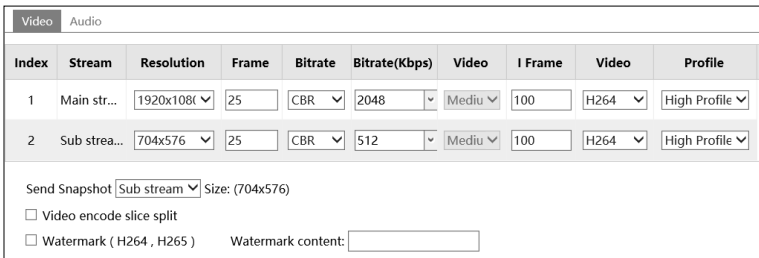 Video Audio
Index Stream Resolution Frame Bitrate Bitrate(Kbps) Video I Frame Video Profile
1 Main str... 1920x108( 25 CBR 2048 Mediu 100 H264 High Profile
2 Sub strea... 704x576 25 CBR 512 Mediu 100 H264 High Profile
Send Snapshot Sub stream Size: (704x576)
Video encode slice split
Watermark ( H264 , H265 ) Watermark content: